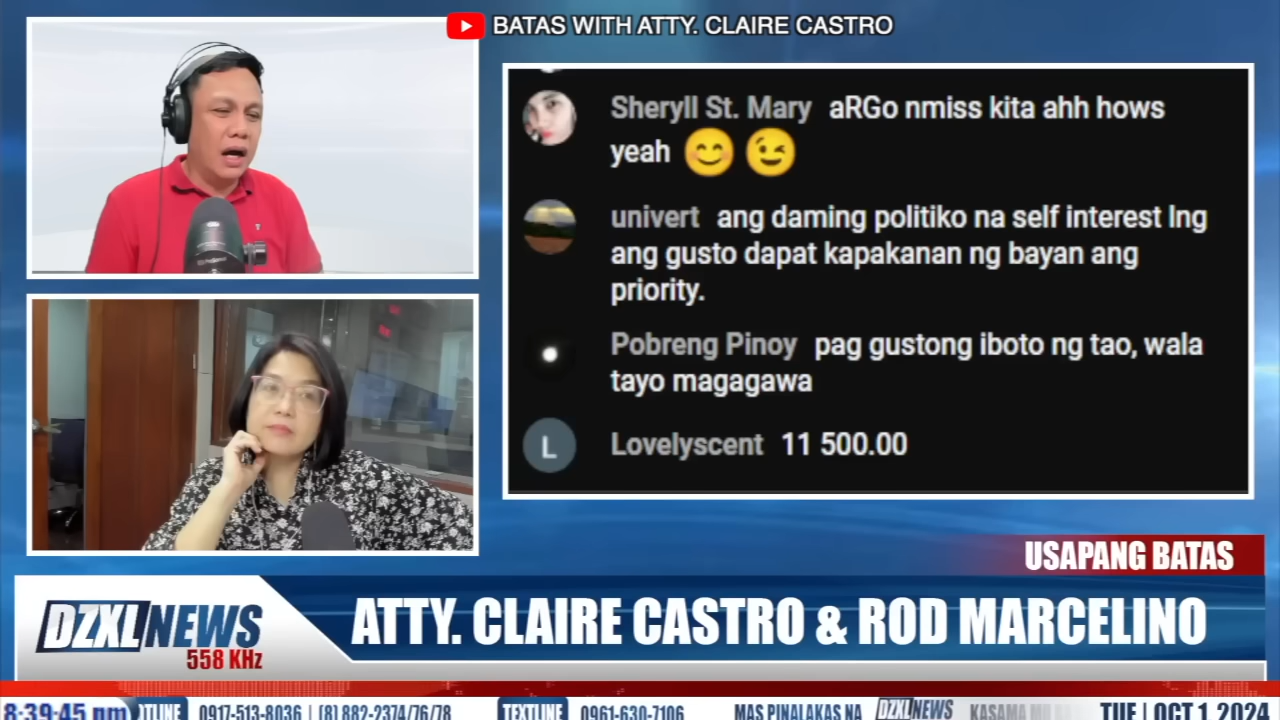 BATAS WITH ATTY. CLAIRE CASTRO
Sheryll St. Mary aRGo nmiss kita ahh hows
yeah 😊 😉
univert ang daming politiko na self interest lng
ang gusto dapat kapakanan ng bayan ang
priority.
Pobreng Pinoy pag gustong iboto ng tao, wala
tayo magagawa
L Lovelyscent 11 500.00
USAPANG BATAS
DZXL NEWS
558 KHz
ATTY. CLAIRE CASTRO & ROD MARCELINO
8:39:45 pm 0917-513-8036 | (8) 882-2374/76/78 TEXTLINE 0961-630-7106 MAS PINALAKAS NA DZXL NEWS KASAMA TUE | OCT 1, 2024